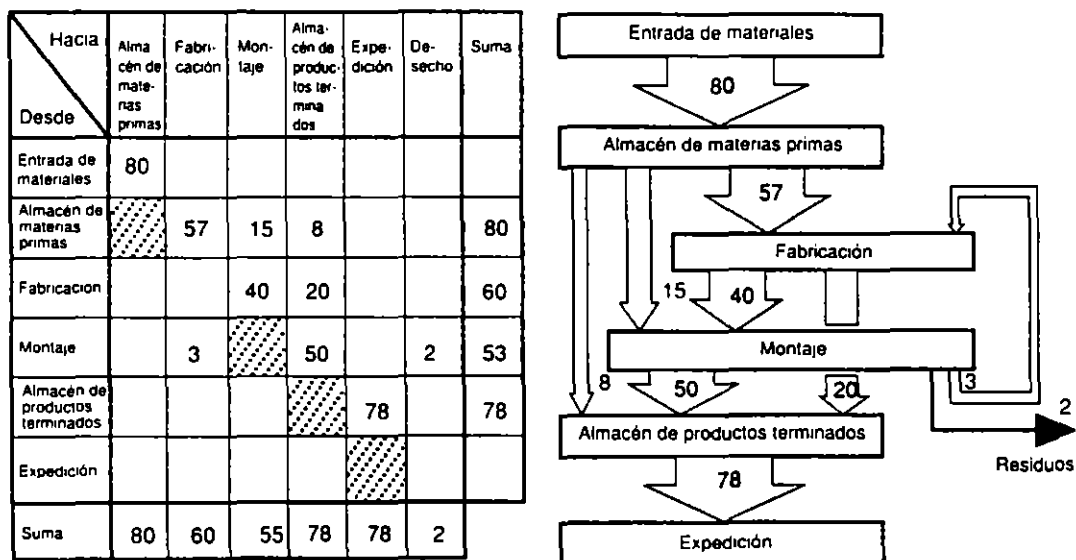 Hacia
Desde
Alma-
cén de
mate-
rias
primas
Fabri-
cación
Mon-
taje
Alma-
cén de
produc-
tos ter-
mina
dos
Expe-
dición
De-
secho
Suma
Entrada de
materiales
80
Almacén de
materias
primas
57 15 8 80
Fabricacion
40 20 60
Montaje
3 50 2 53
Almacén de
productos
terminados
78 78
Expedición
Suma 80 60 55 78 78 2
Entrada de materiales
80
Almacén de materias primas
57
Fabricación
15 40
Montaje
8 50 20 3
2
Almacén de productos terminados
Residuos
78
Expedición